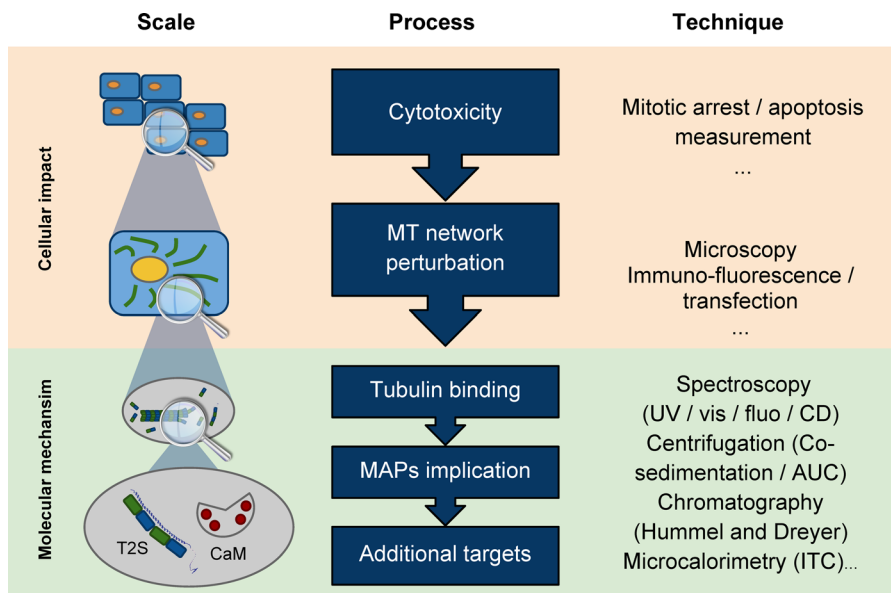 Scale
Process
Technique
Cellular impact
Cytotoxicity
Mitotic arrest / apoptosis
measurement
...
MT network
perturbation
Microscopy
Immuno-fluorescence /
transfection
...
Molecular mechansim
Tubulin binding
MAPs implication
Additional targets
Spectroscopy
(UV / vis / fluo / CD)
Centrifugation (Co-
sedimentation / AUC)
Chromatography
(Hummel and Dreyer)
Microcalorimetry (ITC)...
T2S
CaM